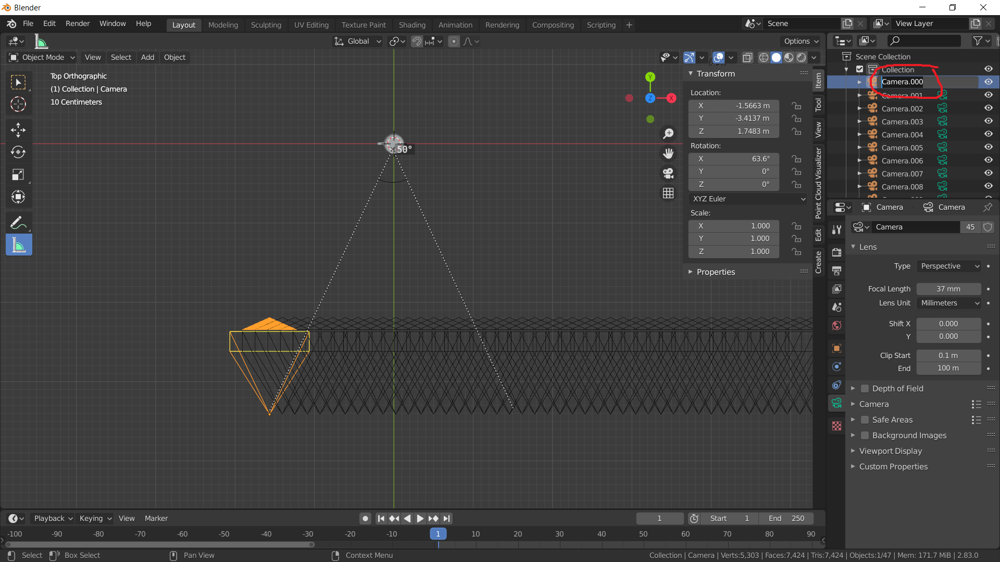 Blender
File Edit Render Window Help
Layout Modeling Sculpting UV Editing Texture Paint Shading Animation Rendering Compositing Scripting +
Scene
View Layer
Global
Options
Object Mode View Select Add Object
Top Orthographic
(1) Collection | Camera
10 Centimeters
50°
Y
Z
X
Transform
Location:
X -1.5663 m
Y -3.4137 m
Z 1.7483 m
Rotation:
X 63.6°
Y 0°
Z 0°
XYZ Euler
Scale:
X 1.000
Y 1.000
Z 1.000
Properties
Item
Tool
View
Point Cloud Visualizer
Edit
Create
Scene Collection
Collection
Camera.000
Camera.001
Camera.002
Camera.003
Camera.004
Camera.005
Camera.006
Camera.007
Camera.008
Camera Camera
Camera 45
Lens
Type Perspective
Focal Length 37 mm
Lens Unit Millimeters
Shift X 0.000
Y 0.000
Clip Start 0.1 m
End 100 m
Depth of Field
Camera
Safe Areas
Background Images
Viewport Display
Custom Properties
Playback Keying View Marker
1 Start 1 End 250
-100 -90 -80 -70 -60 -50 -40 -30 -20 -10 1 10 20 30 40 50 60 70 80 90
Select Box Select Pan View Context Menu
Collection | Camera | Verts:5,303 | Faces:7,424 | Tris:7,424 | Objects:1/47 | Mem: 171.7 MiB | 2.83.0